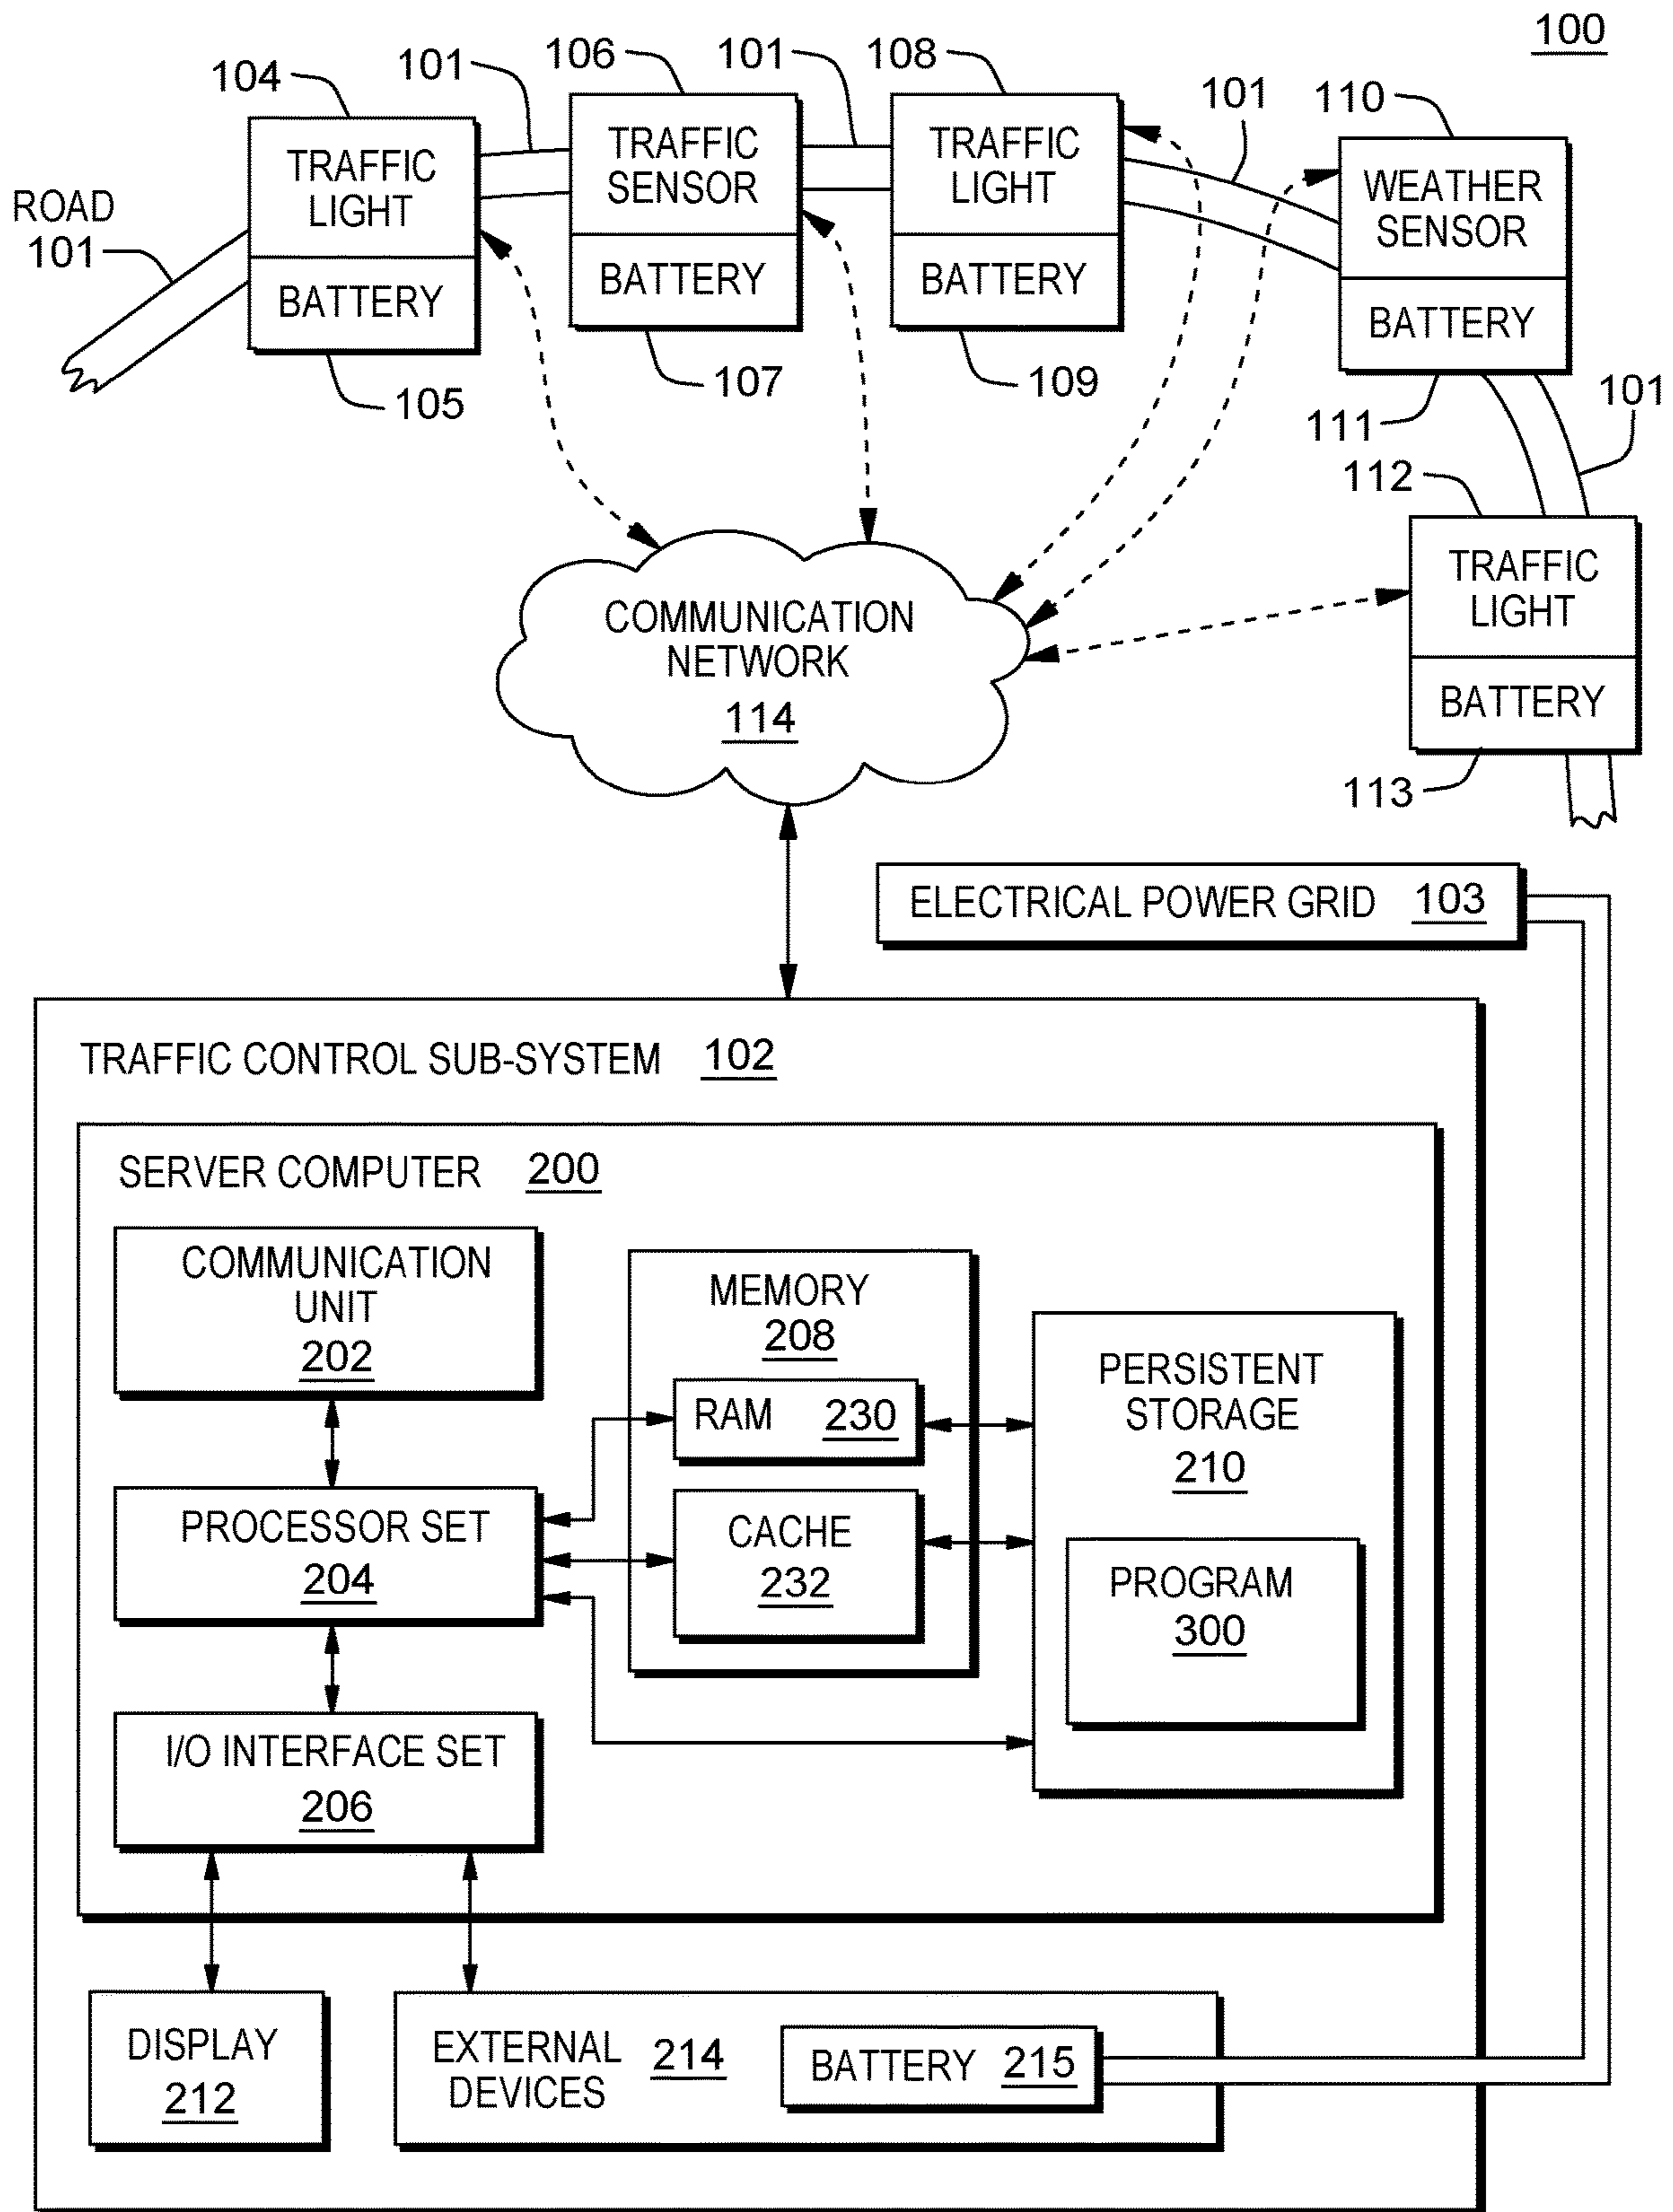 100
104
101
106
101
108
101
110
TRAFFIC
LIGHT
BATTERY
105
TRAFFIC
SENSOR
BATTERY
107
TRAFFIC
LIGHT
BATTERY
109
WEATHER
SENSOR
BATTERY
111
101
ROAD
101
112
TRAFFIC
LIGHT
BATTERY
113
COMMUNICATION
NETWORK
114
ELECTRICAL POWER GRID 103
TRAFFIC CONTROL SUB-SYSTEM 102
SERVER COMPUTER 200
COMMUNICATION
UNIT
202
MEMORY
208
RAM 230
CACHE
232
PERSISTENT
STORAGE
210
PROGRAM
300
PROCESSOR SET
204
I/O INTERFACE SET
206
DISPLAY
212
EXTERNAL
DEVICES
214
BATTERY 215